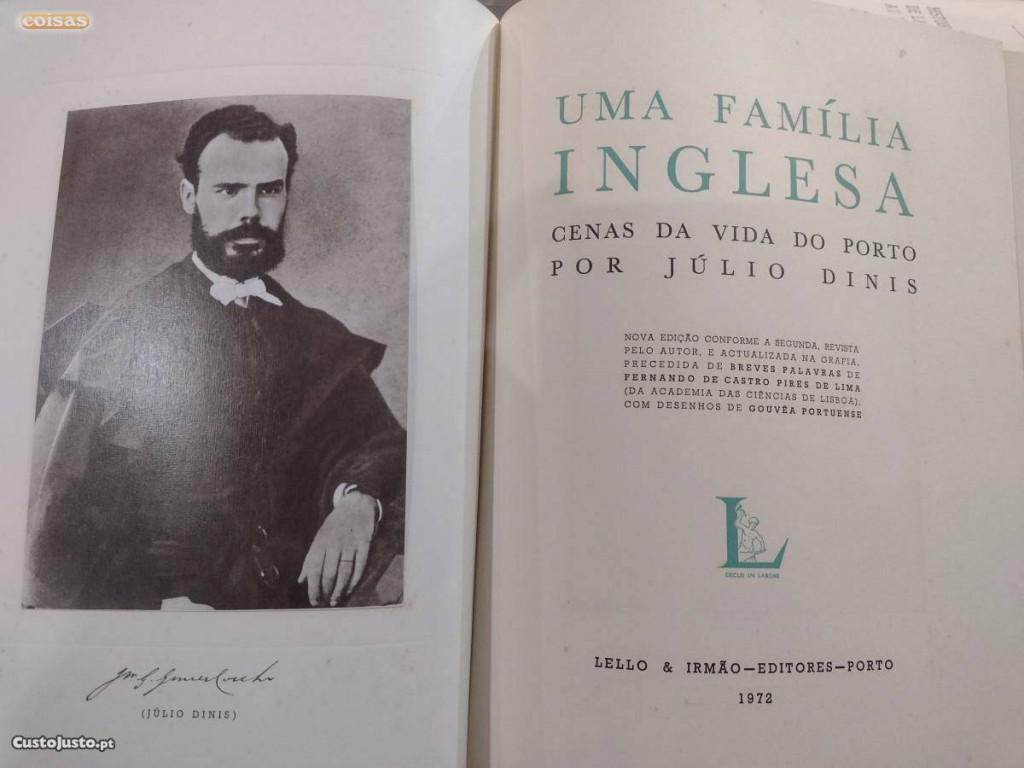 coisas
(JÚLIO DINIS)
CustoJusto.pt
UMA FAMÍLIA
INGLESA
CENAS DA VIDA DO PORTO
POR JÚLIO DINIS
NOVA EDIÇÃO CONFORME A SEGUNDA, REVISTA
PELO AUTOR, E ACTUALIZADA NA GRAFIA,
PRECEDIDA DE BREVES PALAVRAS DE
FERNANDO DE CASTRO PIRES DE LIMA
(DA ACADEMIA DAS CIÊNCIAS DE LISBOA),
COM DESENHOS DE GOUVÊA PORTUENSE
L
DECUS IN LABORE
LELLO & IRMÃO—EDITORES—PORTO
1972